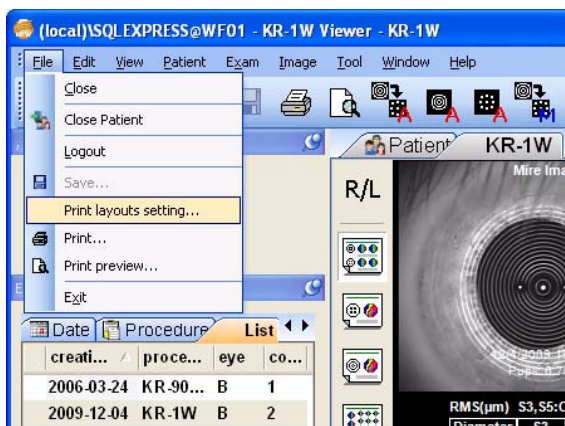 (local)\SQLEXPRESS@WF01 - KR-1W Viewer - KR-1W
File Edit View Patient Exam Image Tool Window Help
Close
Close Patient
Logout
Save...
Print layouts setting...
Print...
Print preview...
Exit
Patient KR-1W
R/L
Mire Ima
Date Procedure List
creati... proce... eye co...
2006-03-24 KR-90... B 1
2009-12-04 KR-1W B 2
RMS(μm) S3,S5:C
Diameter S3